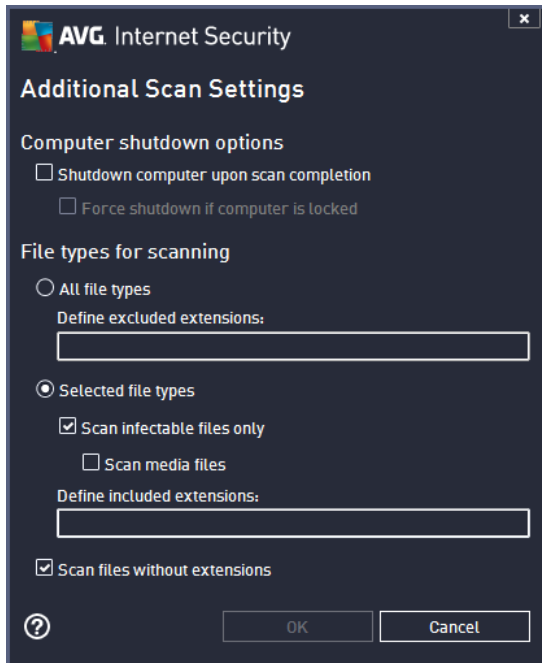 AVG. Internet Security
Additional Scan Settings
Computer shutdown options
Shutdown computer upon scan completion
Force shutdown if computer is locked
File types for scanning
All file types
Define excluded extensions:
Selected file types
Scan infectable files only
Scan media files
Define included extensions:
Scan files without extensions
OK Cancel